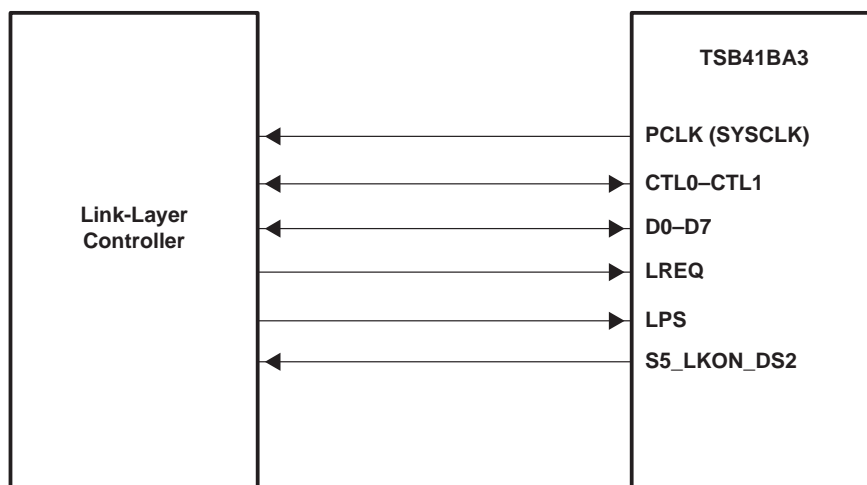 TSB41BA3
PCLK (SYSCLK)
CTL0–CTL1
Link-Layer
Controller
D0–D7
LREQ
LPS
S5_LKON_DS2